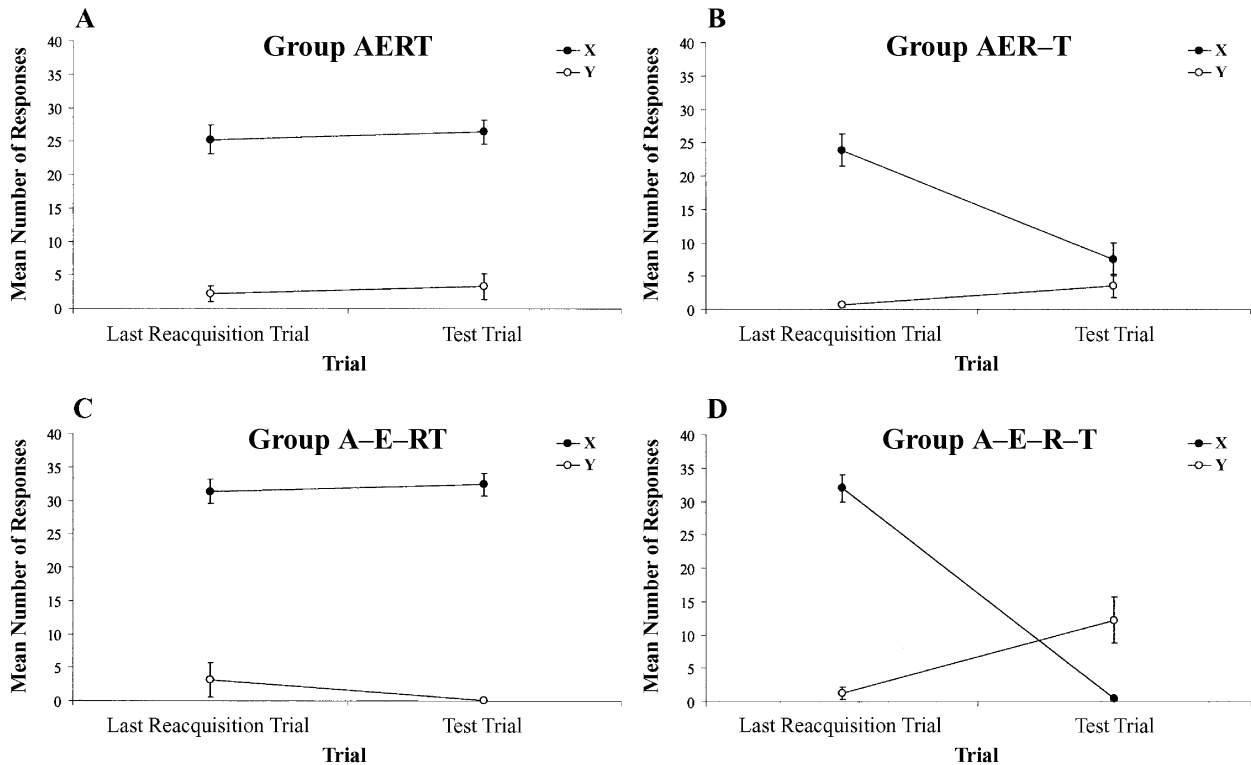 A
Group AERT
X
Y
Mean Number of Responses
40
35
30
25
20
15
10
5
0
Last Reacquisition Trial
Test Trial
Trial
B
Group AER–T
X
Y
Mean Number of Responses
40
35
30
25
20
15
10
5
0
Last Reacquisition Trial
Test Trial
Trial
C
Group A–E–RT
X
Y
Mean Number of Responses
40
35
30
25
20
15
10
5
0
Last Reacquisition Trial
Test Trial
Trial
D
Group A–E–R–T
X
Y
Mean Number of Responses
40
35
30
25
20
15
10
5
0
Last Reacquisition Trial
Test Trial
Trial